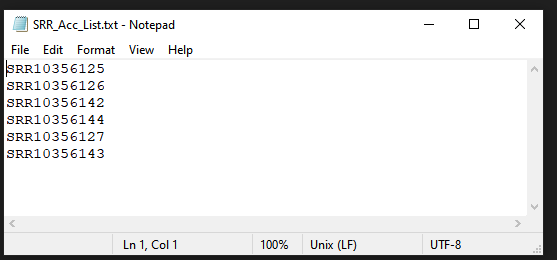 SRR_Acc_List.txt - Notepad
File Edit Format View Help
SRR10356125
SRR10356126
SRR10356142
SRR10356144
SRR10356127
SRR10356143
Ln 1, Col 1 100% Unix (LF) UTF-8